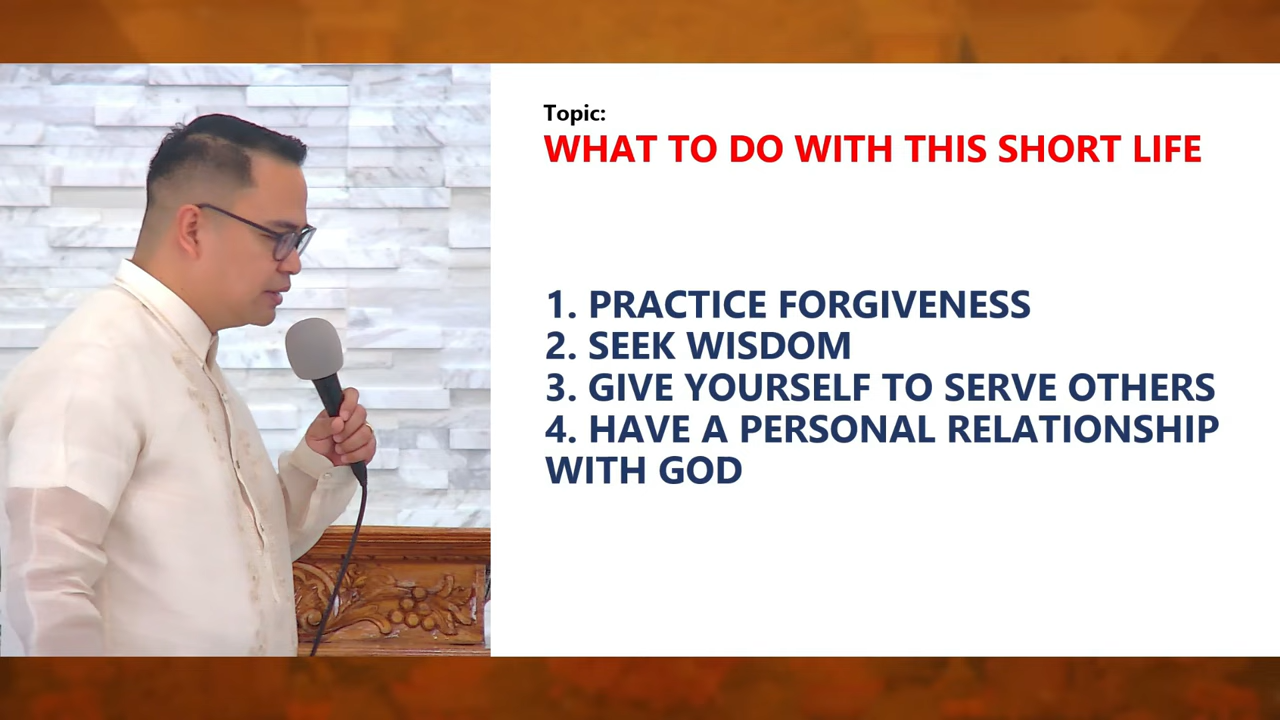 Topic:
WHAT TO DO WITH THIS SHORT LIFE
1. PRACTICE FORGIVENESS
2. SEEK WISDOM
3. GIVE YOURSELF TO SERVE OTHERS
4. HAVE A PERSONAL RELATIONSHIP
WITH GOD